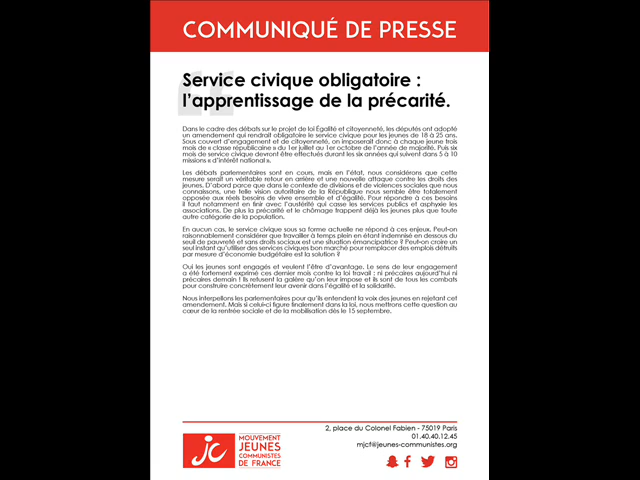 COMMUNIQUÉ DE PRESSE
Service civique obligatoire :
l'apprentissage de la précarité.
Dans le cadre des débats sur le projet de loi Égalité et citoyenneté, les députés ont adopté
un amendement qui rendrait obligatoire le service civique pour les jeunes de 18 à 25 ans.
Sous couvert d'engagement et de citoyenneté, on imposerait donc à chaque jeune trois
mois de « classe républicaine » du 1er juillet au 1er octobre de l'année de majorité. Puis six
mois de service civique devront être effectués durant les six années qui suivent dans 5 à 10
missions « d'intérêt national ».
Les débats parlementaires sont en cours, mais en l'état, nous considérons que cette
mesure serait un véritable retour en arrière et une nouvelle attaque contre les droits des
jeunes. D'abord parce que dans le contexte de divisions et de violences sociales que nous
connaissons, une telle vision autoritaire de la République nous semble être totalement
opposée aux réels besoins de vivre ensemble et d'égalité. Pour répondre à ces besoins
il faut notamment en finir avec l'austérité qui casse les services publics et asphyxie les
associations. De plus la précarité et le chômage frappent déjà les jeunes plus que toute
autre catégorie de la population.
En aucun cas, le service civique sous sa forme actuelle ne répond à ces enjeux. Peut-on
raisonnablement considérer que travailler à temps plein en étant indemnisé en dessous du
seuil de pauvreté et sans droits sociaux est une situation émancipatrice ? Peut-on croire un
seul instant qu'utiliser des services civiques bon marché pour remplacer des emplois détruits
par mesure d'économie budgétaire est la solution ?
Oui les jeunes sont engagés et veulent l'être d'avantage. Le sens de leur engagement
a été fortement exprimé ces dernier mois contre la loi travail : ni précaires aujourd'hui ni
précaires demain ! Ils refusent la galère qu'on leur impose et ils sont de tous les combats
pour construire concrètement leur avenir dans l'égalité et la solidarité.
Nous interpellons les parlementaires pour qu'ils entendent la voix des jeunes en rejetant cet
amendement. Mais si celui-ci figure finalement dans la loi, nous mettrons cette question au
cœur de la rentrée sociale et de la mobilisation dès le 15 septembre.
2, place du Colonel Fabien - 75019 Paris
01.40.40.12.45
mjcf@jeunes-communistes.org
jc
MOUVEMENT
JEUNES
COMMUNISTES
DE FRANCE